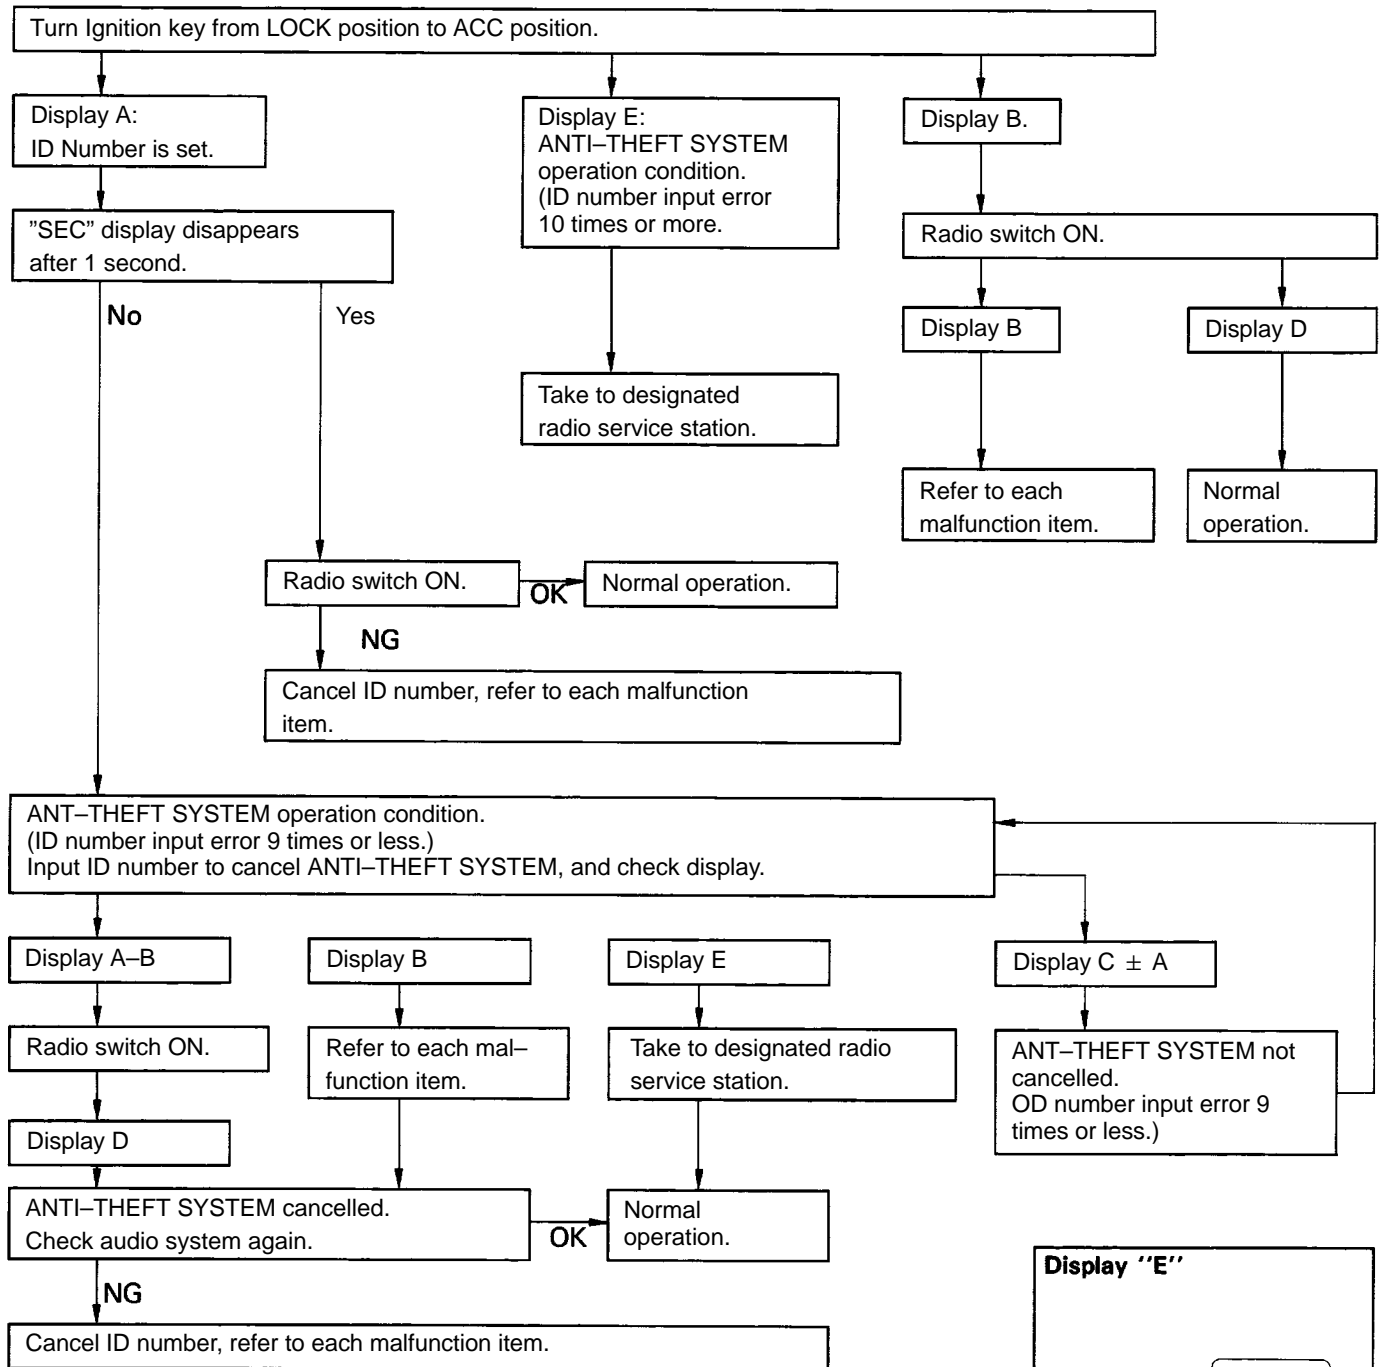 Turn Ignition key from LOCK position to ACC position.
Display A:
ID Number is set.
Display E:
ANTI–THEFT SYSTEM
operation condition.
(ID number input error
10 times or more.
Display B.
"SEC" display disappears
after 1 second.
Radio switch ON.
No
Yes
Display B
Display D
Take to designated
radio service station.
Refer to each
malfunction item.
Normal
operation.
Radio switch ON.
OK
Normal operation.
NG
Cancel ID number, refer to each malfunction
item.
ANT–THEFT SYSTEM operation condition.
(ID number input error 9 times or less.)
Input ID number to cancel ANTI–THEFT SYSTEM, and check display.
Display A–B
Display B
Display E
Display C ± A
Radio switch ON.
Refer to each mal–
function item.
Take to designated radio
service station.
ANT–THEFT SYSTEM not
cancelled.
OD number input error 9
times or less.)
Display D
ANTI–THEFT SYSTEM cancelled.
Check audio system again.
OK
Normal
operation.
NG
Cancel ID number, refer to each malfunction item.
Display "E"